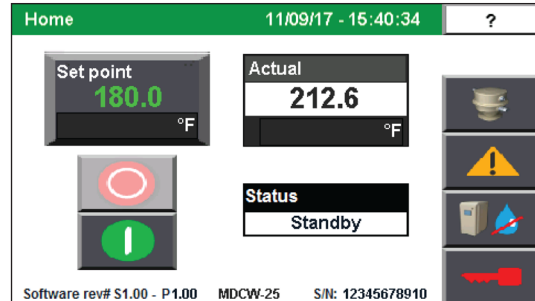 Home 11/09/17 - 15:40:34 ?
Set point
180.0
°F
Actual
212.6
°F
Status
Standby
Software rev# S1.00 - P1.00 MDCW-25 S/N: 12345678910